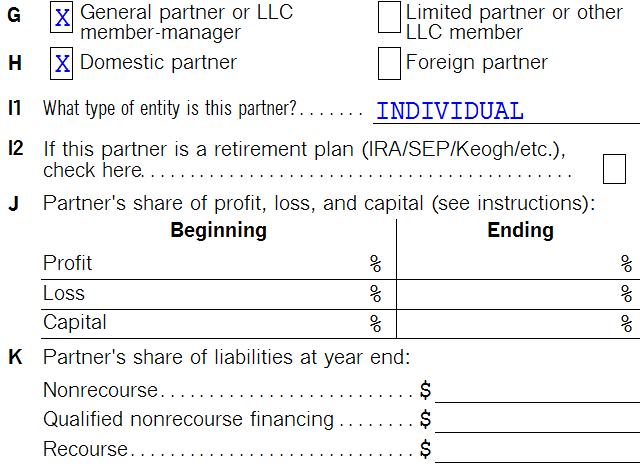 G X General partner or LLC Limited partner or other
member-manager LLC member
H X Domestic partner Foreign partner
I1 What type of entity is this partner?....... INDIVIDUAL
I2 If this partner is a retirement plan (IRA/SEP/Keogh/etc.),
check here............................................
J Partner's share of profit, loss, and capital (see instructions):
Beginning Ending
Profit % %
Loss % %
Capital % %
K Partner's share of liabilities at year end:
Nonrecourse.......................... $
Qualified nonrecourse financing ........ $
Recourse............................. $